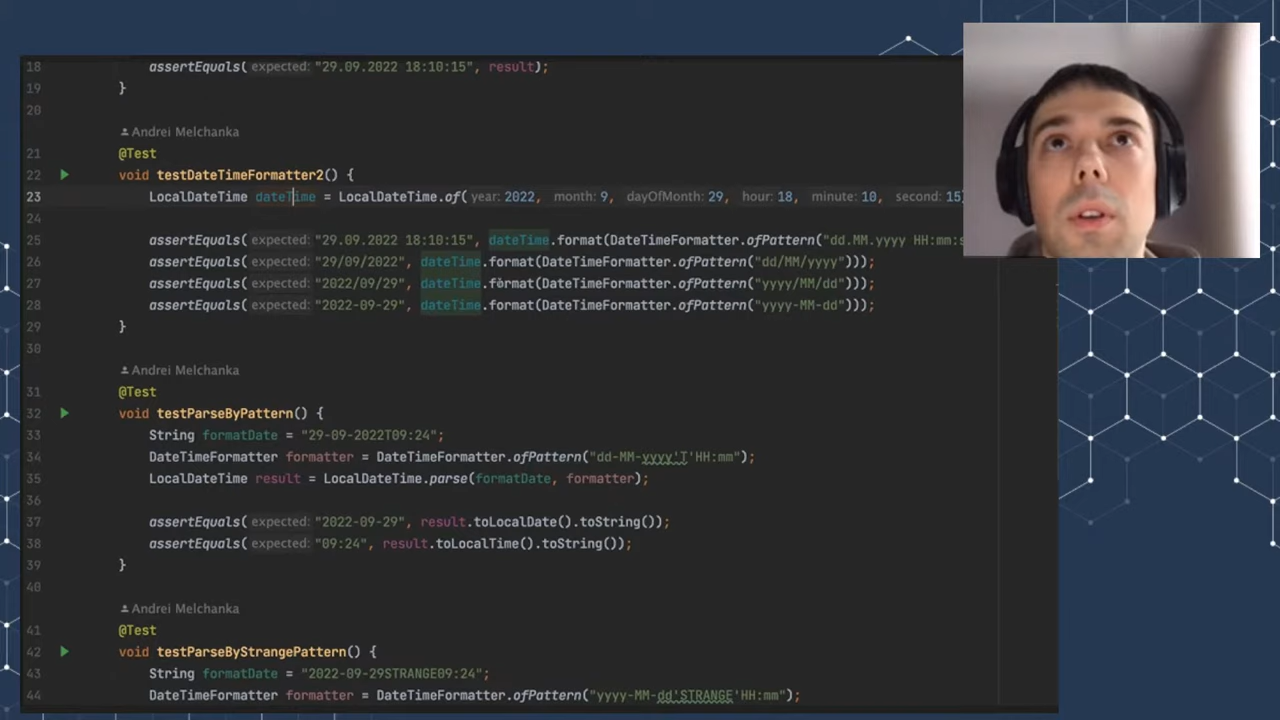 18 assertEquals( expected: "29.09.2022 18:10:15", result);
19 }
20
Andrei Melchanka
21 @Test
22 void testDateTimeFormatter2() {
23 LocalDateTime dateTime = LocalDateTime.of( year: 2022, month: 9, dayOfMonth: 29, hour: 18, minute: 10, second: 15)
24
25 assertEquals( expected: "29.09.2022 18:10:15", dateTime.format(DateTimeFormatter.ofPattern("dd.MM.yyyy HH:mm:s
26 assertEquals( expected: "29/09/2022", dateTime.format(DateTimeFormatter.ofPattern("dd/MM/yyyy")));
27 assertEquals( expected: "2022/09/29", dateTime.format(DateTimeFormatter.ofPattern("yyyy/MM/dd")));
28 assertEquals( expected: "2022-09-29", dateTime.format(DateTimeFormatter.ofPattern("yyyy-MM-dd")));
29 }
30
Andrei Melchanka
31 @Test
32 void testParseByPattern() {
33 String formatDate = "29-09-2022T09:24";
34 DateTimeFormatter formatter = DateTimeFormatter.ofPattern("dd-MM-yyyy'T'HH:mm");
35 LocalDateTime result = LocalDateTime.parse(formatDate, formatter);
36
37 assertEquals( expected: "2022-09-29", result.toLocalDate().toString());
38 assertEquals( expected: "09:24", result.toLocalTime().toString());
39 }
40
Andrei Melchanka
41 @Test
42 void testParseByStrangePattern() {
43 String formatDate = "2022-09-29STRANGE09:24";
44 DateTimeFormatter formatter = DateTimeFormatter.ofPattern("yyyy-MM-dd'STRANGE'HH:mm");